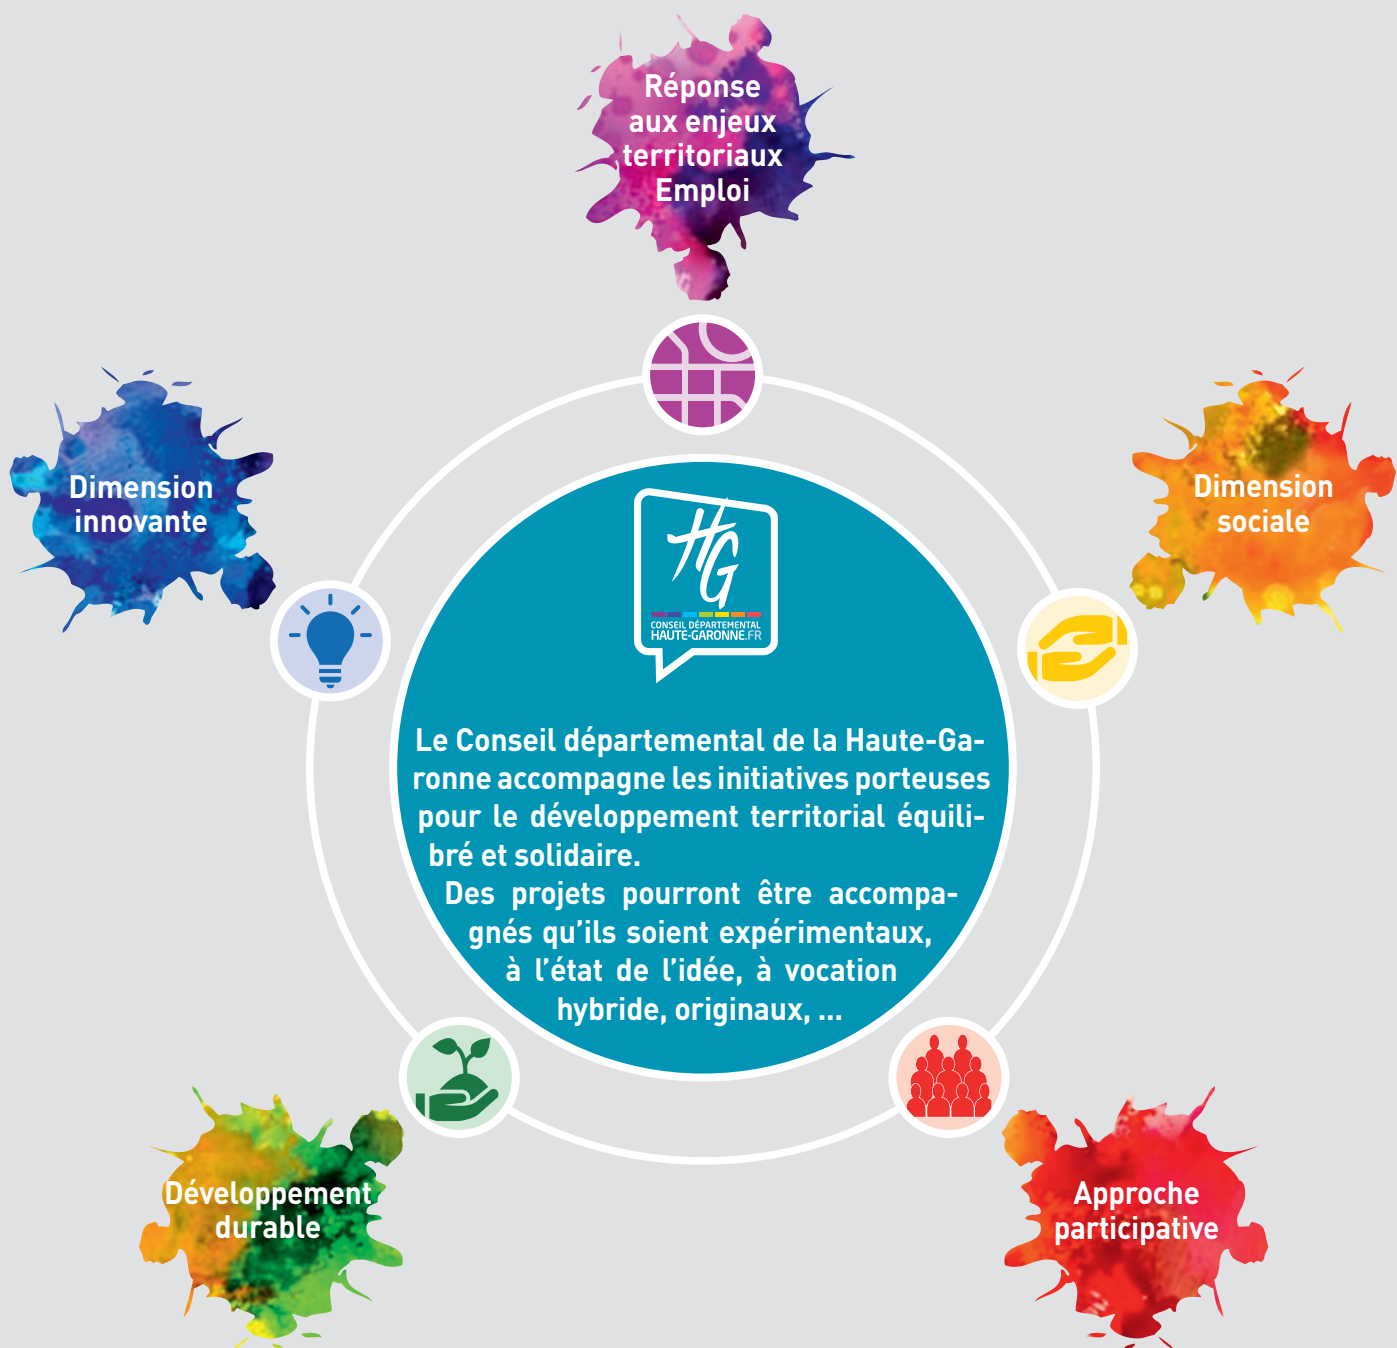 Réponse
aux enjeux
territoriaux
Emploi
Dimension
innovante
Dimension
sociale
HG
CONSEIL DÉPARTEMENTAL
HAUTE-GARONNE.FR
Le Conseil départemental de la Haute-Ga-
ronne accompagne les initiatives porteuses
pour le développement territorial équili-
bré et solidaire.
Des projets pourront être accompa-
gnés qu’ils soient expérimentaux,
à l’état de l’idée, à vocation
hybride, originaux, ...
Développement
durable
Approche
participative